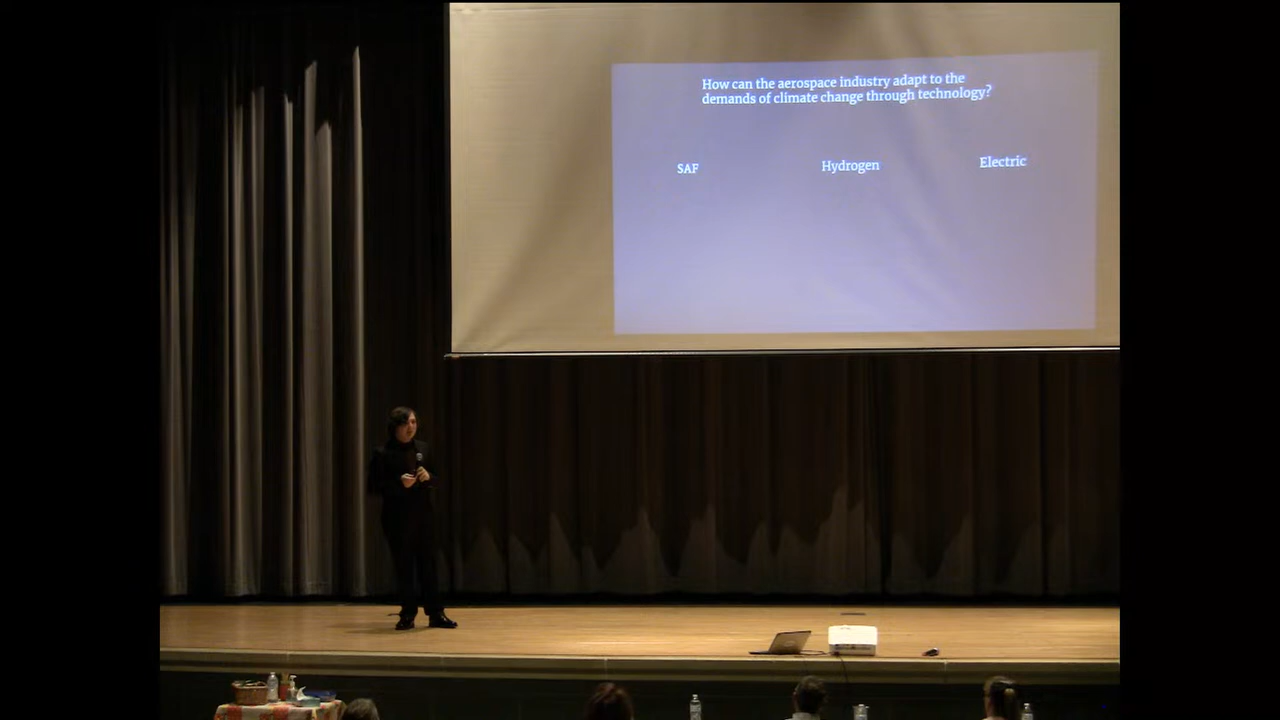 How can the aerospace industry adapt to the
demands of climate change through technology?
SAF
Hydrogen
Electric